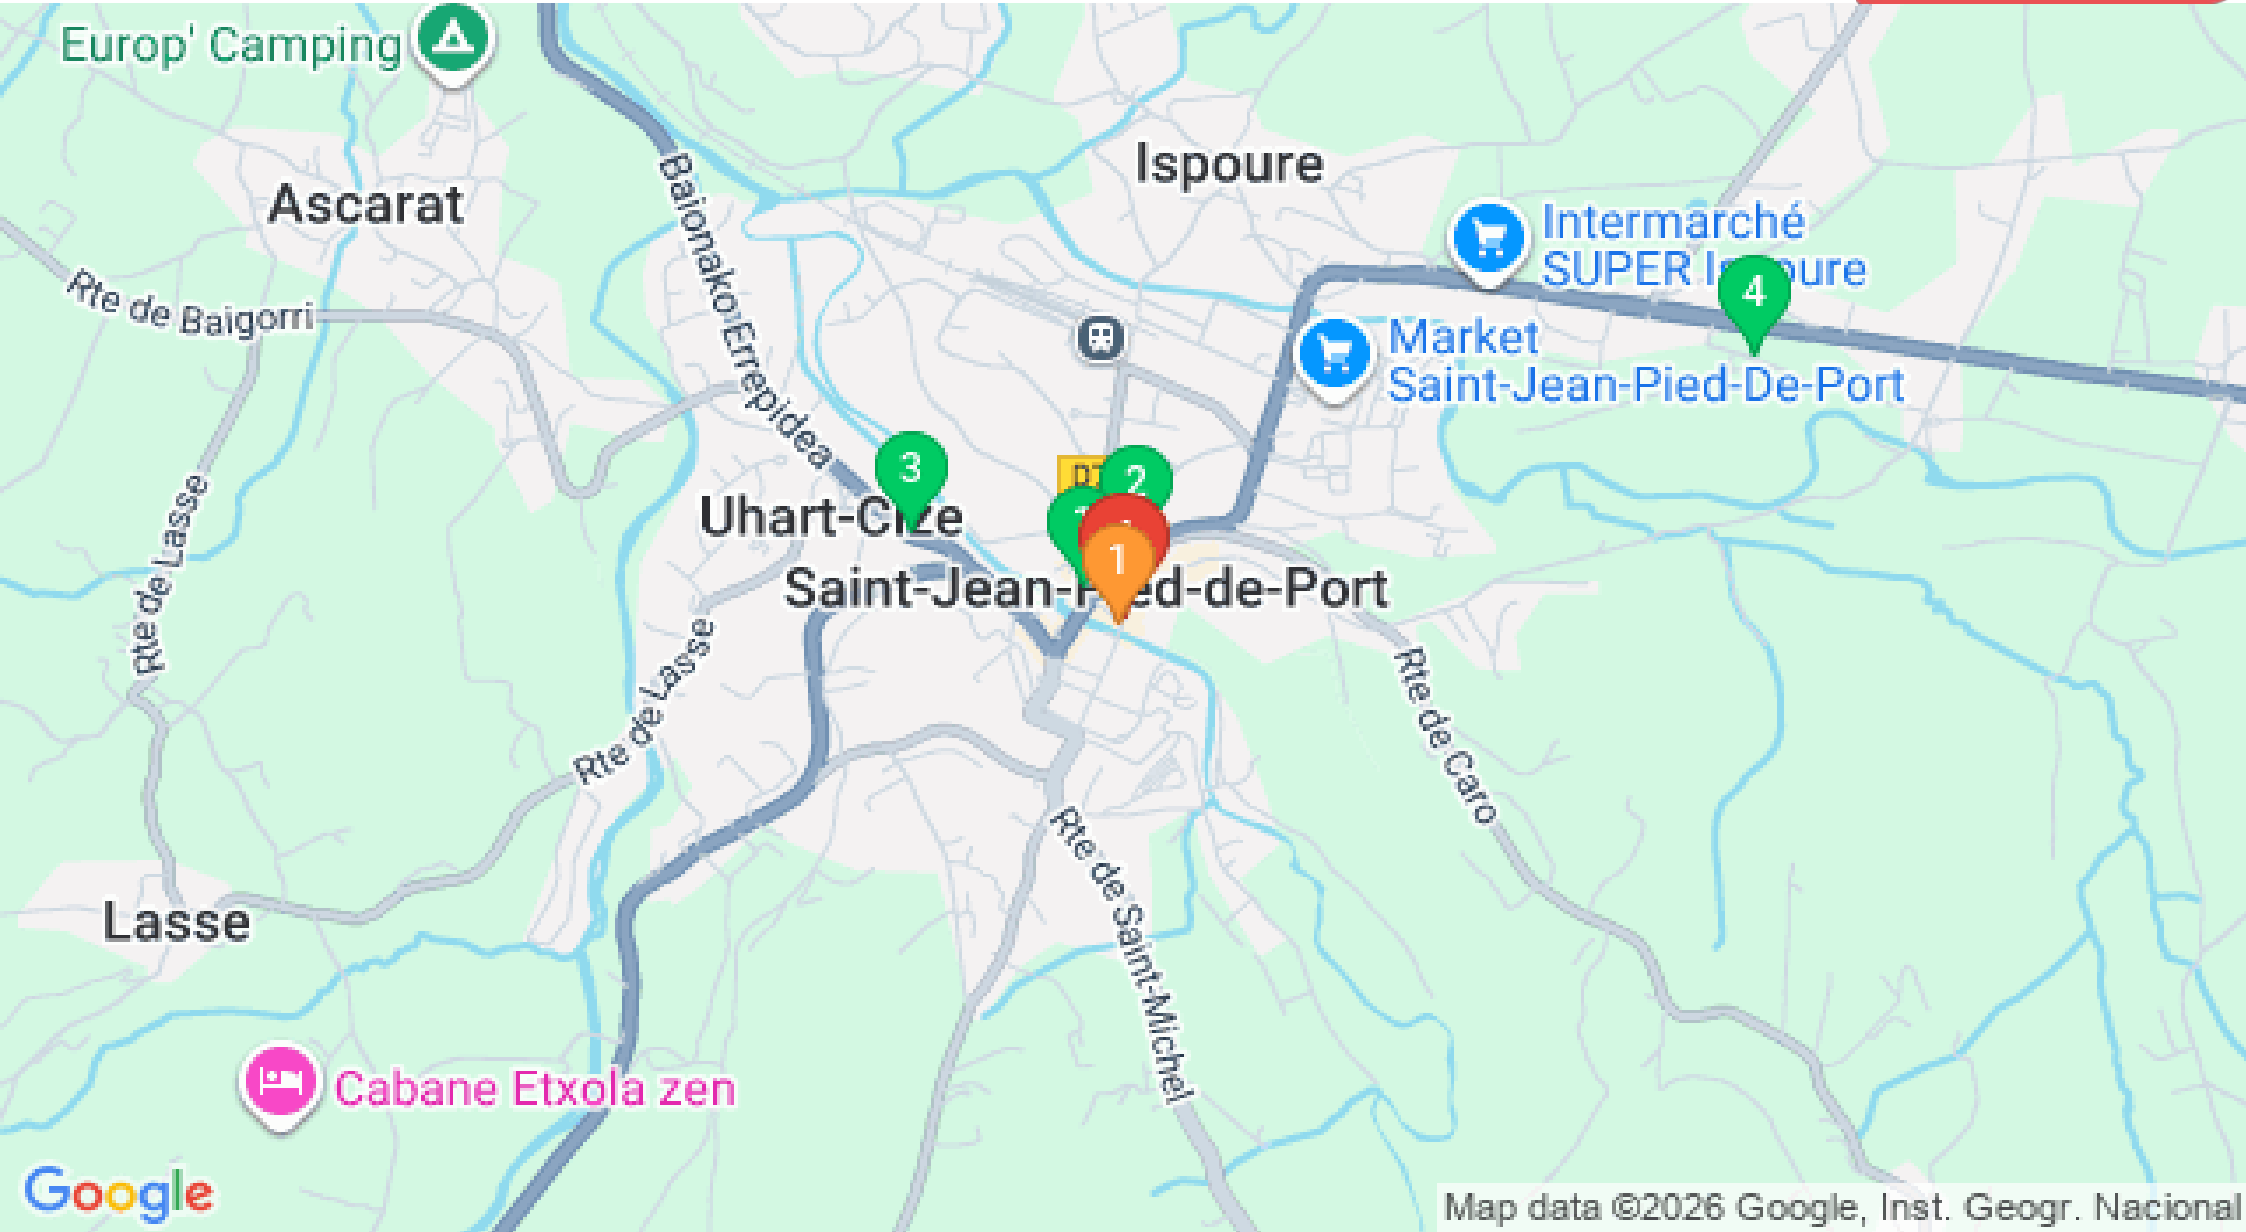 Europ' Camping
Ispoure
Ascarat
Baionako Errepidea
Intermarché
SUPER
4
Rte de Baigorri
Market
Saint-Jean-Pied-De-Port
3
2
Uhart-Cize
1
Saint-Jean-Pied-de-Port
Rte de Lasse
Rte de Lasse
Rte de Caro
Rte de Saint-Michel
Lasse
Cabane Etxola zen
Google
Map data ©2026 Google, Inst. Geogr. Nacional